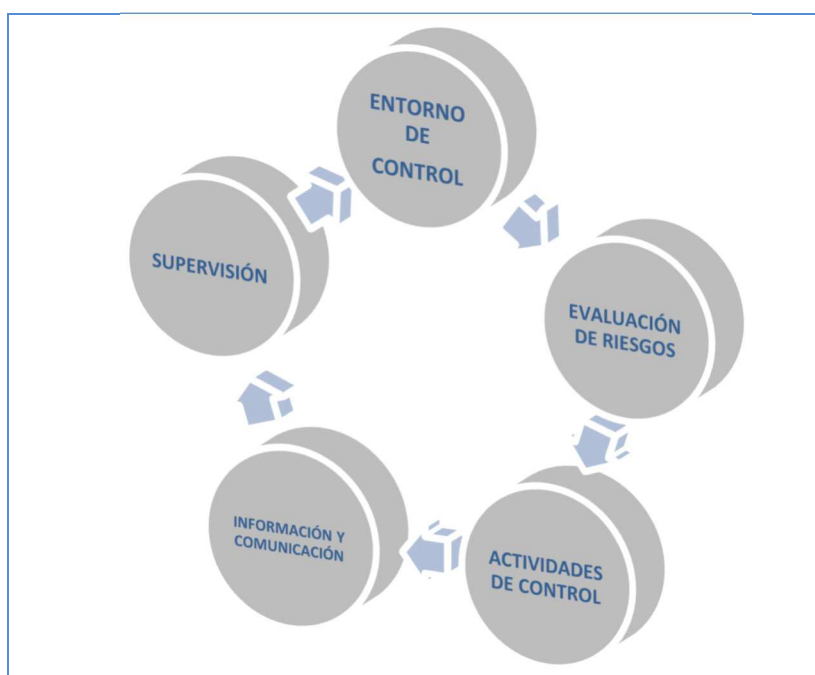 ENTORNO
DE
CONTROL
EVALUACIÓN
DE RIESGOS
ACTIVIDADES
DE CONTROL
INFORMACIÓN Y
COMUNICACIÓN
SUPERVISIÓN